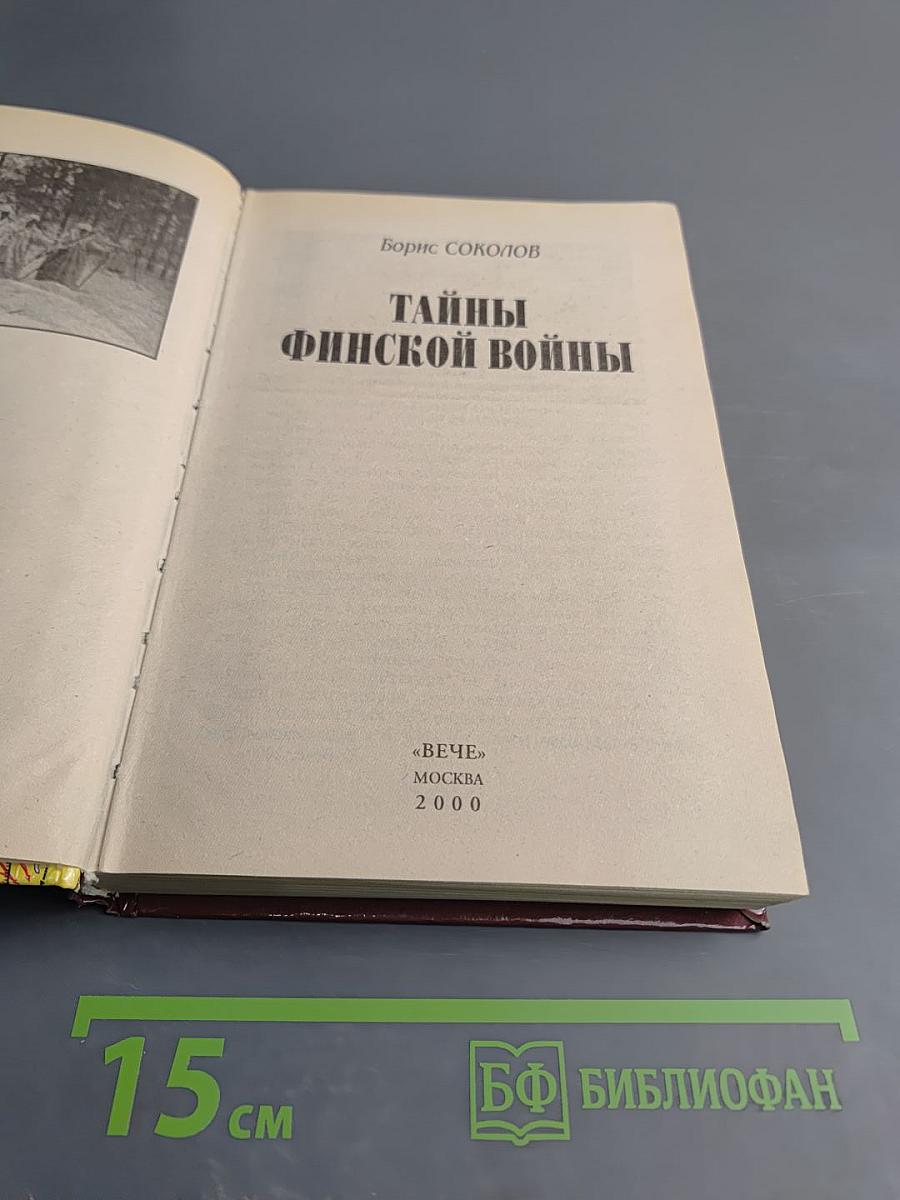 Борис СОКОЛОВ
ТАЙНЫ
ФИНСКОЙ ВОЙНЫ
«ВЕЧЕ»
МОСКВА
2000
15 см
БФ БИБЛИОФАН